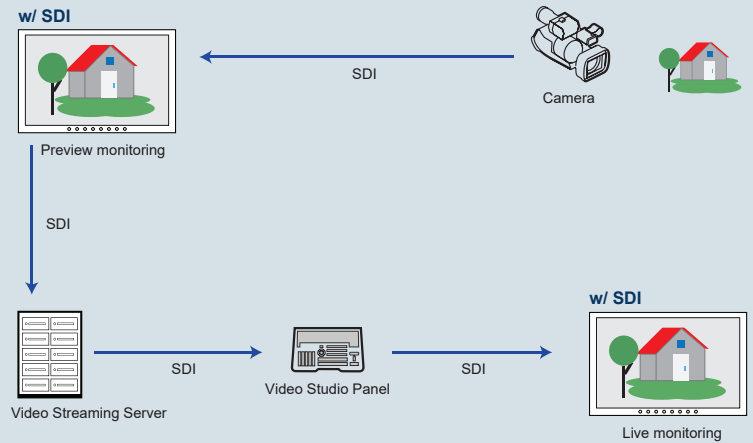 w/ SDI
SDI
Camera
Preview monitoring
SDI
w/ SDI
SDI
SDI
Video Studio Panel
Video Streaming Server
Live monitoring